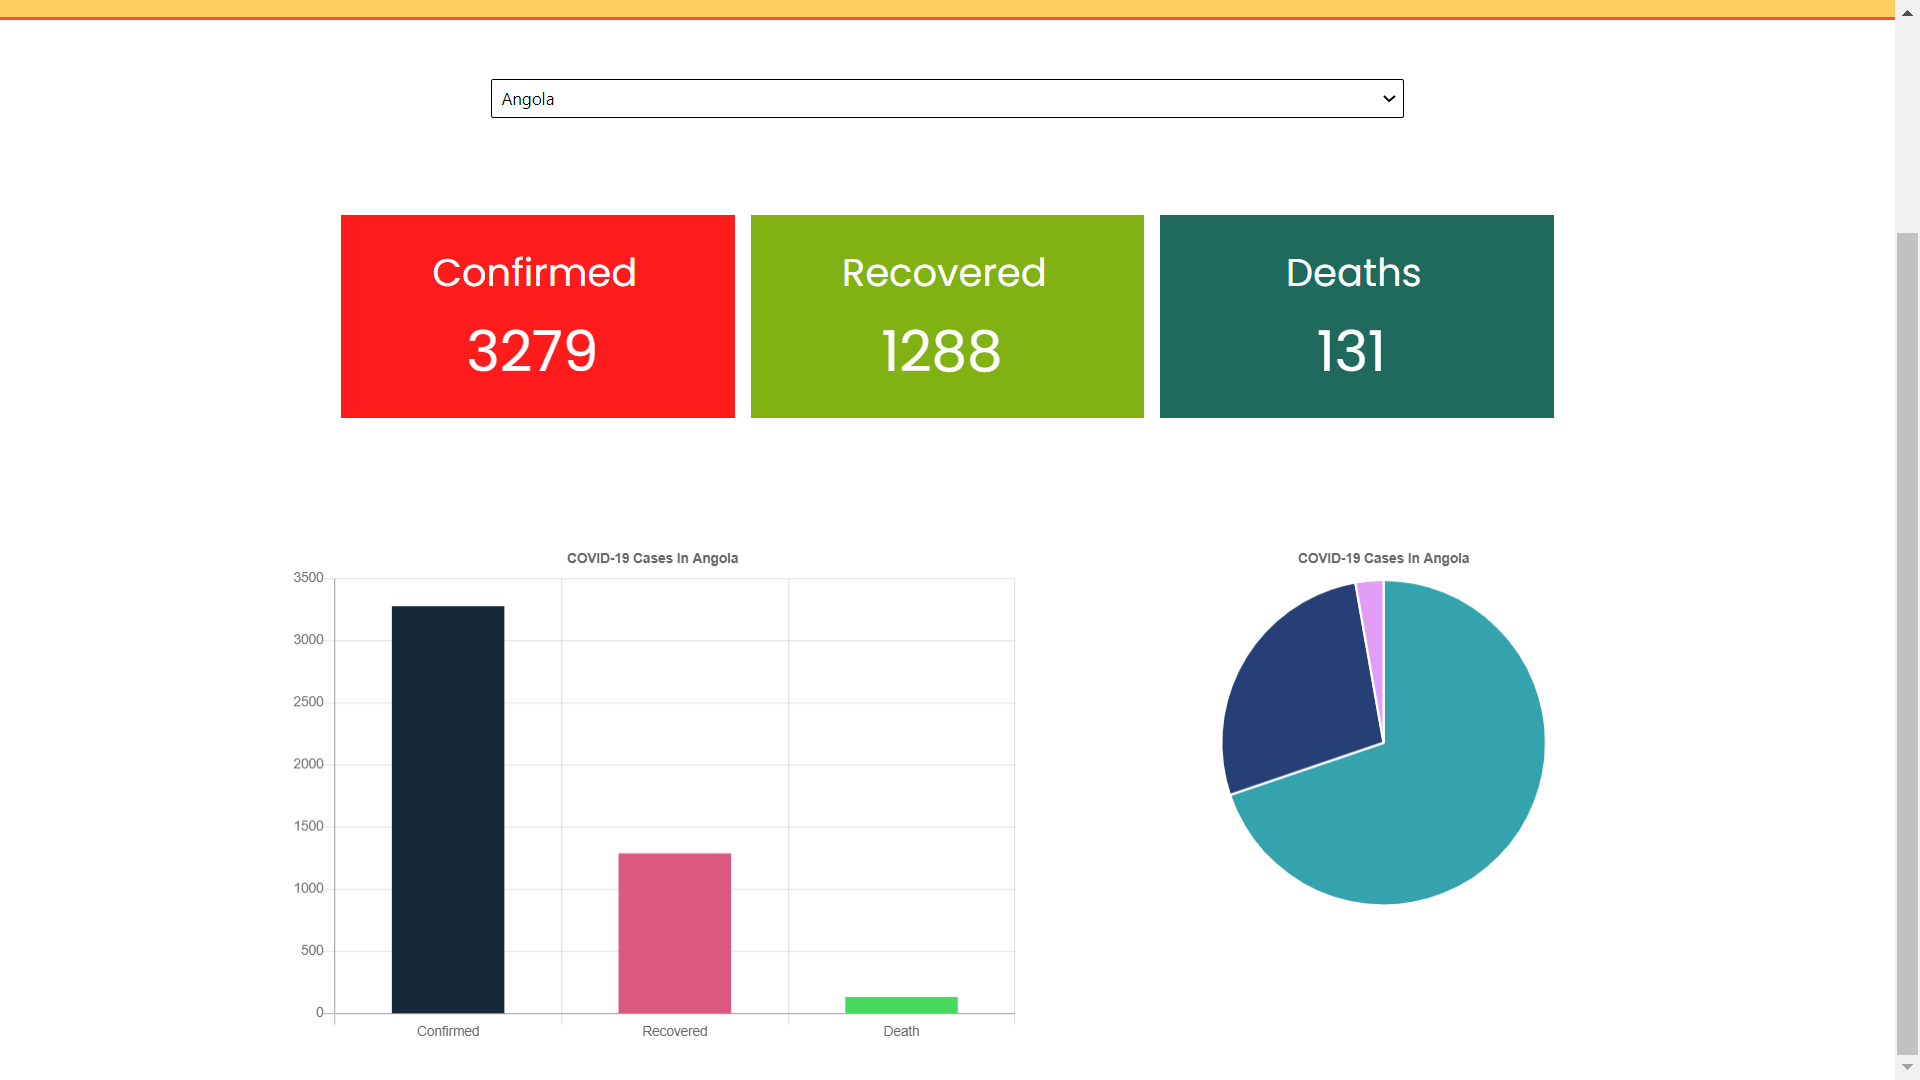 Angola
Confirmed
3279
Recovered
1288
Deaths
131
COVID-19 Cases In Angola
3500
3000
2500
2000
1500
1000
500
0
Confirmed
Recovered
Death
COVID-19 Cases In Angola